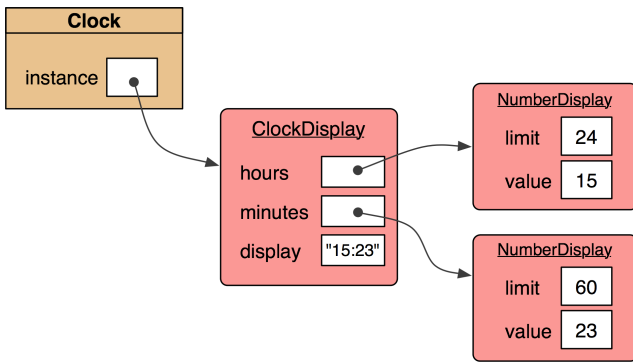 Clock
instance
ClockDisplay
hours
minutes
display "15:23"
NumberDisplay
limit 24
value 15
NumberDisplay
limit 60
value 23